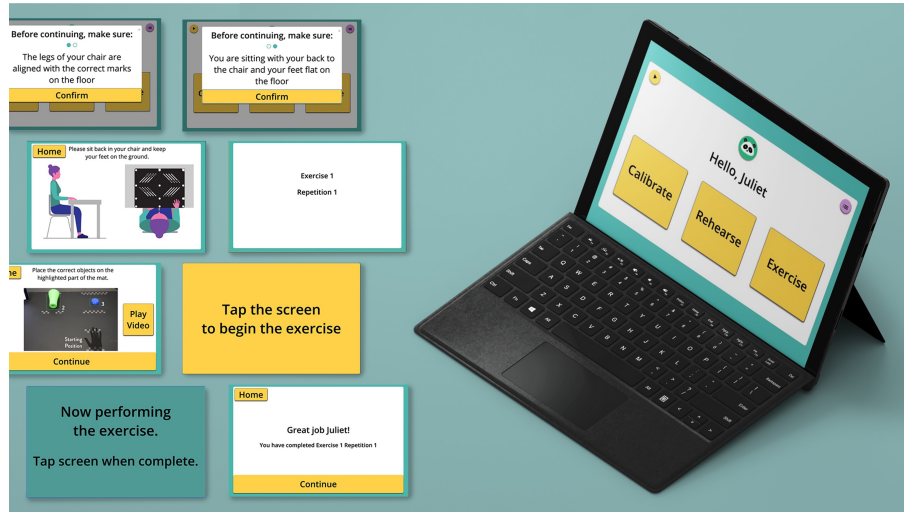 Before continuing, make sure:
The legs of your chair are
aligned with the correct marks
on the floor
Confirm
Before continuing, make sure:
You are sitting with your back to
the chair and your feet flat on
the floor
Confirm
Home
Please sit back in your chair and keep
your feet on the ground.
Exercise 1
Repetition 1
Place the correct objects on the
highlighted part of the mat.
3
Starting
Position
Play
Video
Continue
Tap the screen
to begin the exercise
Now performing
the exercise.
Tap screen when complete.
Home
Great job Juliet!
You have completed Exercise 1 Repetition 1
Continue
Hello, Juliet
Calibrate
Rehearse
Exercise